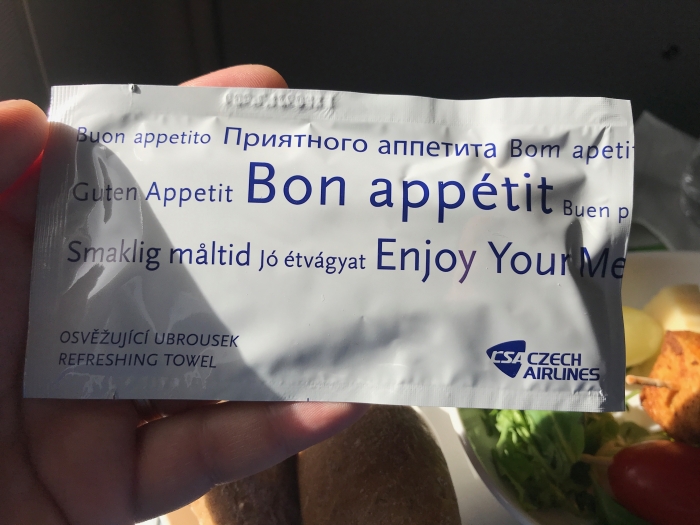 Buon appetito Приятного аппетита Bom apeti
Guten Appetit Bon appétit Buen p
Smaklig måltid Jó étvágyat Enjoy Your Me
OSVĚŽUJÍCÍ UBROUSEK
REFRESHING TOWEL
CSA CZECH
AIRLINES